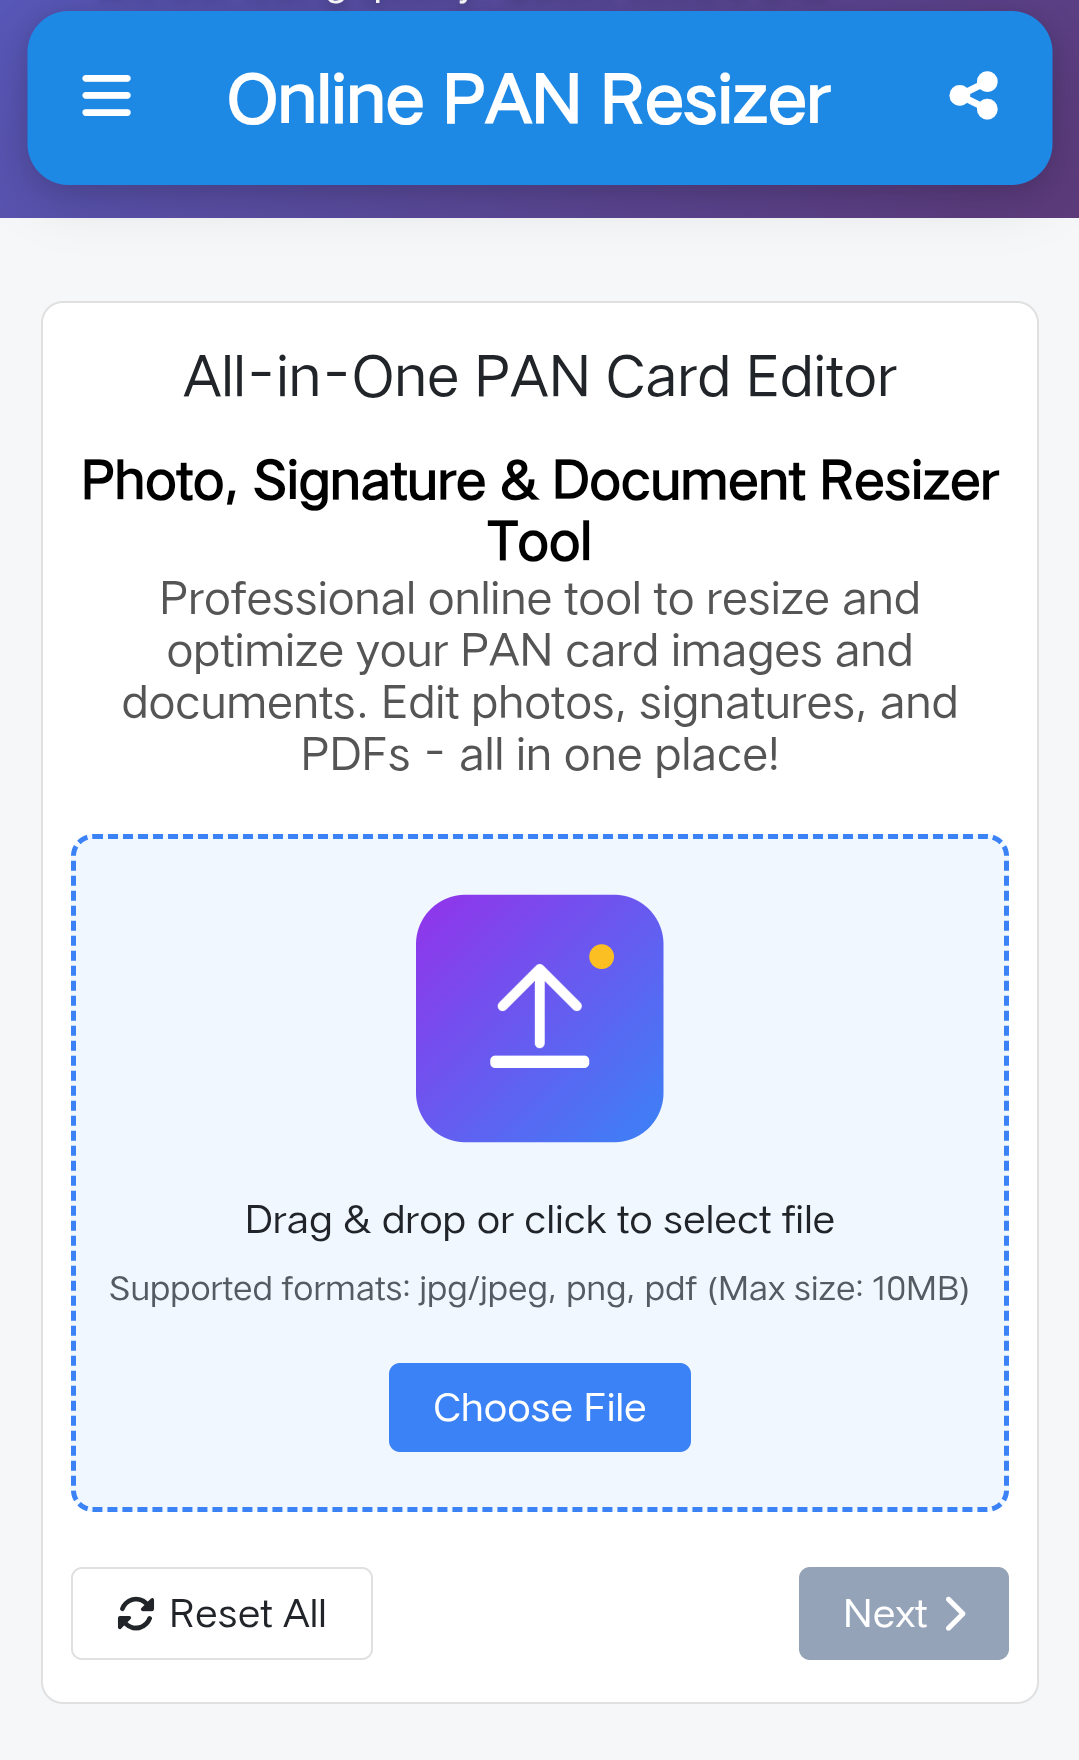 Online PAN Resizer
All-in-One PAN Card Editor
Photo, Signature & Document Resizer
Tool
Professional online tool to resize and
optimize your PAN card images and
documents. Edit photos, signatures, and
PDFs - all in one place!
Drag & drop or click to select file
Supported formats: jpg/jpeg, png, pdf (Max size: 10MB)
Choose File
Reset All
Next